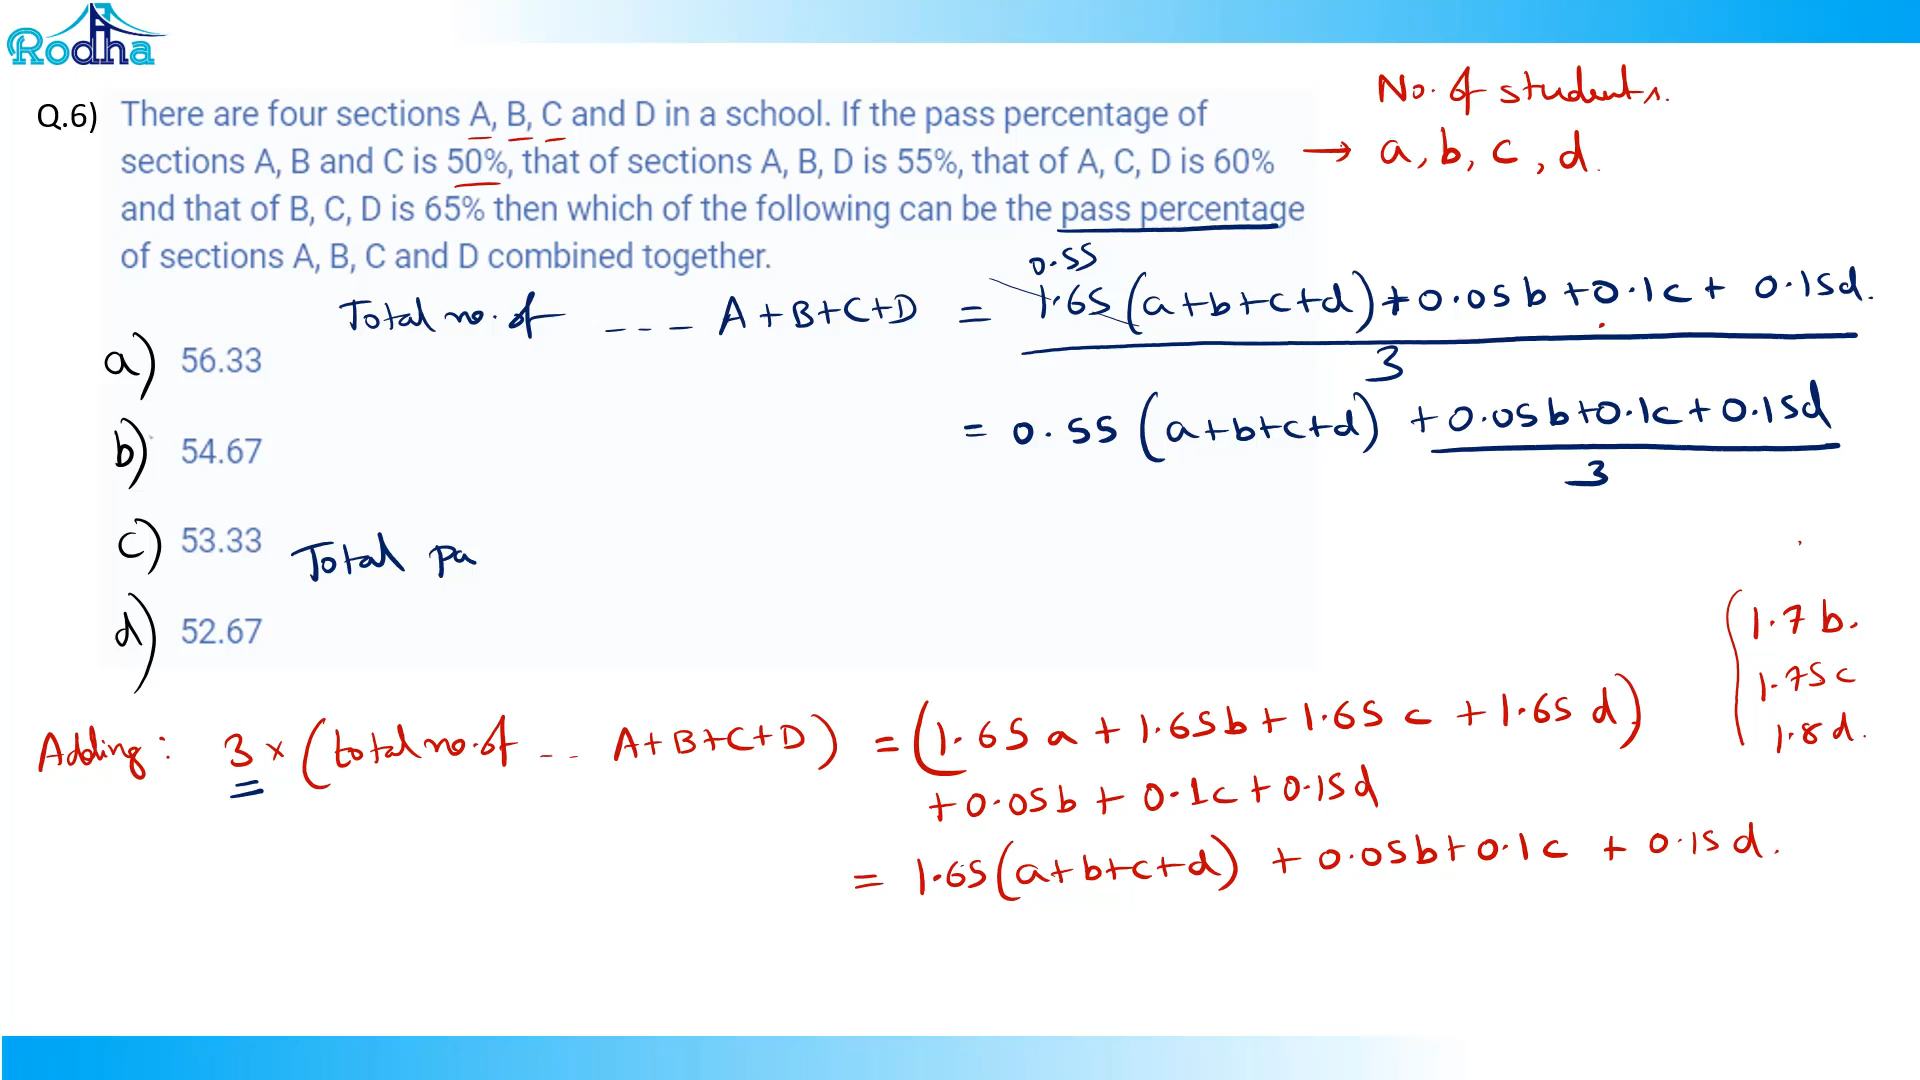 Rodha
No. of students.
Q.6) There are four sections A, B, C and D in a school. If the pass percentage of
sections A, B and C is 50%, that of sections A, B, D is 55%, that of A, C, D is 60%
→ a, b, c, d.
and that of B, C, D is 65% then which of the following can be the pass percentage
of sections A, B, C and D combined together.
0.55
Total no. of --- A+B+C+D = 1.65 (a+b+c+d)+0.05b+0.1c+ 0.15d.
3
a) 56.33
= 0.55 (a+b+c+d) +0.05b+0.1c+0.15d
3
b) 54.67
c) 53.33
Total pa
d) 52.67
1.7 b.
1.75 c
1.8 d.
Adding: 3 × (total no. of -- A+B+C+D) = (1.65 a + 1.65b + 1.65 c + 1.65 d)
+0.05b + 0.1c + 0.15d
= 1.65(a+b+c+d) + 0.05b+ 0.1c + 0.15 d.